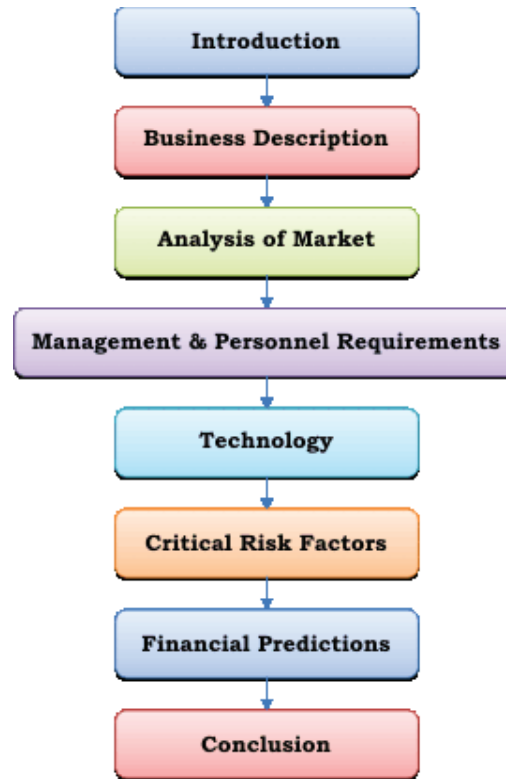 Introduction
Business Description
Analysis of Market
Management & Personnel Requirements
Technology
Critical Risk Factors
Financial Predictions
Conclusion